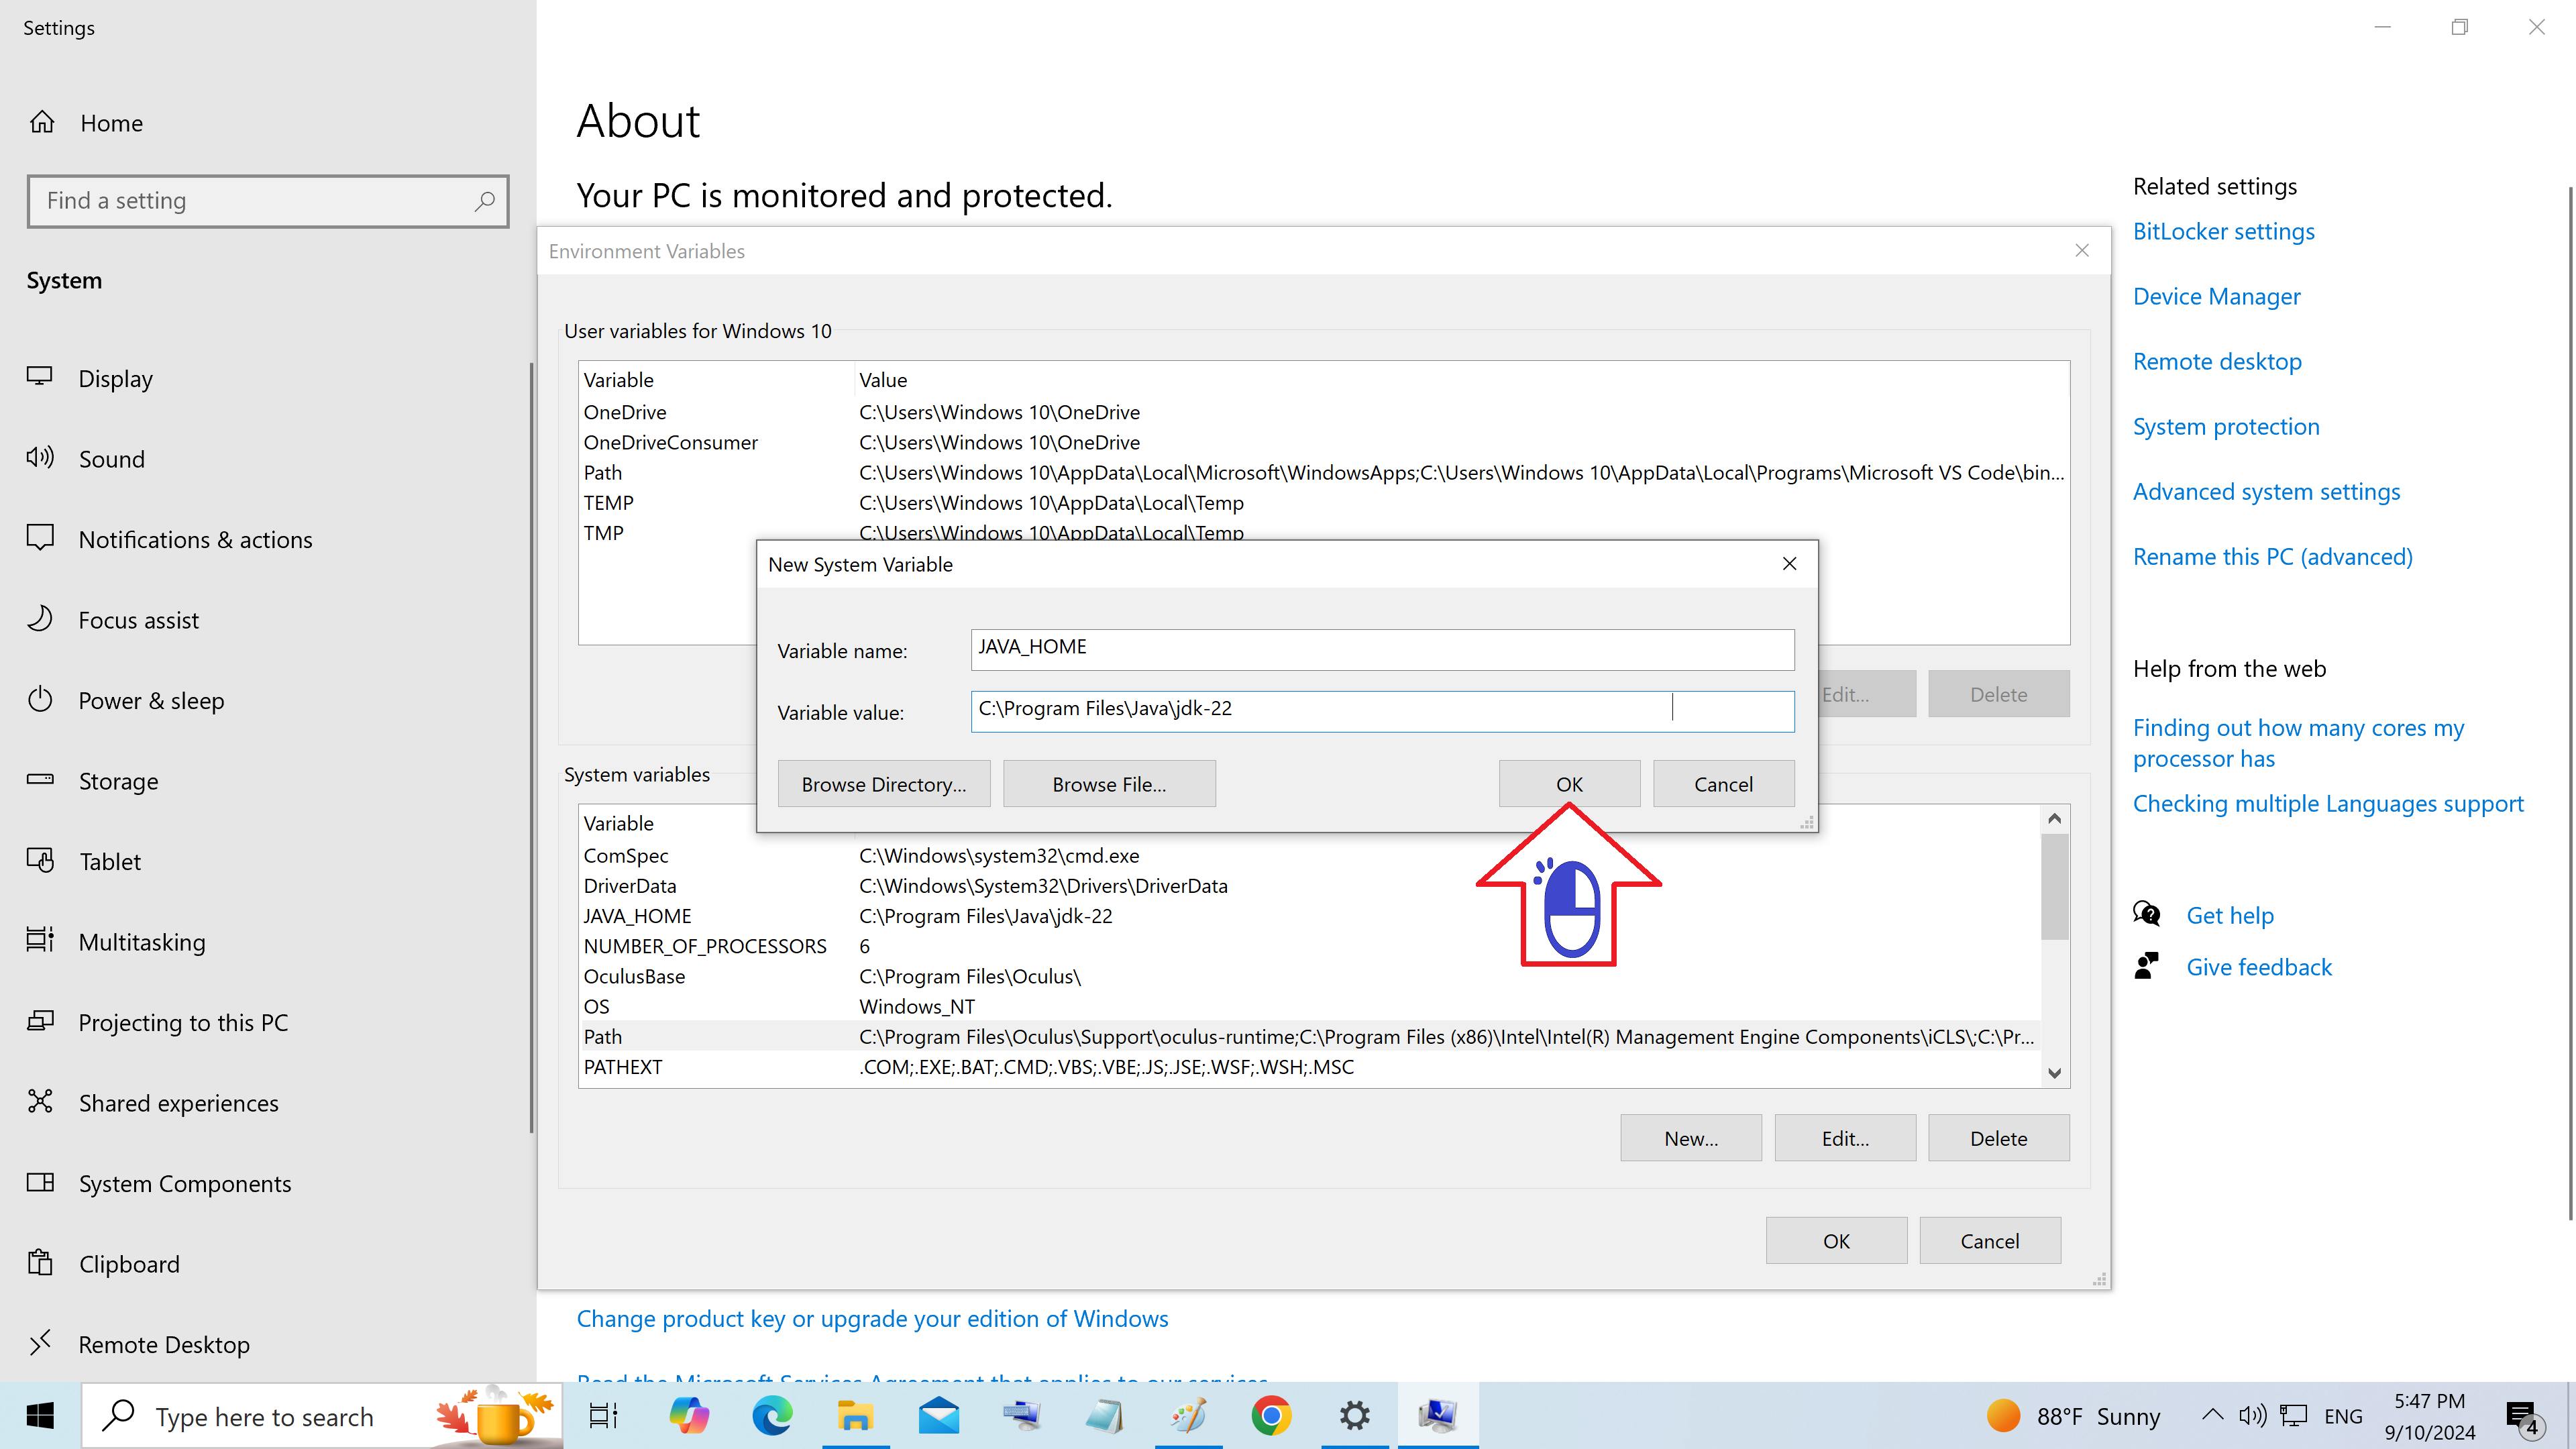 Settings
Home
Find a setting
System
Display
Sound
Notifications & actions
Focus assist
Power & sleep
Storage
Tablet
Multitasking
Projecting to this PC
Shared experiences
System Components
Clipboard
Remote Desktop
About
Your PC is monitored and protected.
Environment Variables
User variables for Windows 10
Variable Value
OneDrive C:\Users\Windows 10\OneDrive
OneDriveConsumer C:\Users\Windows 10\OneDrive
Path C:\Users\Windows 10\AppData\Local\Microsoft\WindowsApps;C:\Users\Windows 10\AppData\Local\Programs\Microsoft VS Code\bin...
TEMP C:\Users\Windows 10\AppData\Local\Temp
TMP C:\Users\Windows 10\AppData\Local\Temp
Edit... Delete
New System Variable
Variable name: JAVA_HOME
Variable value: C:\Program Files\Java\jdk-22
Browse Directory... Browse File... OK Cancel
System variables
Variable
ComSpec C:\Windows\system32\cmd.exe
DriverData C:\Windows\System32\Drivers\DriverData
JAVA_HOME C:\Program Files\Java\jdk-22
NUMBER_OF_PROCESSORS 6
OculusBase C:\Program Files\Oculus\
OS Windows_NT
Path C:\Program Files\Oculus\Support\oculus-runtime;C:\Program Files (x86)\Intel\Intel(R) Management Engine Components\iCLS\;C:\Pr...
PATHEXT .COM;.EXE;.BAT;.CMD;.VBS;.VBE;.JS;.JSE;.WSF;.WSH;.MSC
New... Edit... Delete
OK Cancel
Change product key or upgrade your edition of Windows
Read the Microsoft Services Agreement that applies to our services
Related settings
BitLocker settings
Device Manager
Remote desktop
System protection
Advanced system settings
Rename this PC (advanced)
Help from the web
Finding out how many cores my
processor has
Checking multiple Languages support
Get help
Give feedback
Type here to search
88°F Sunny
ENG
5:47 PM
9/10/2024
4